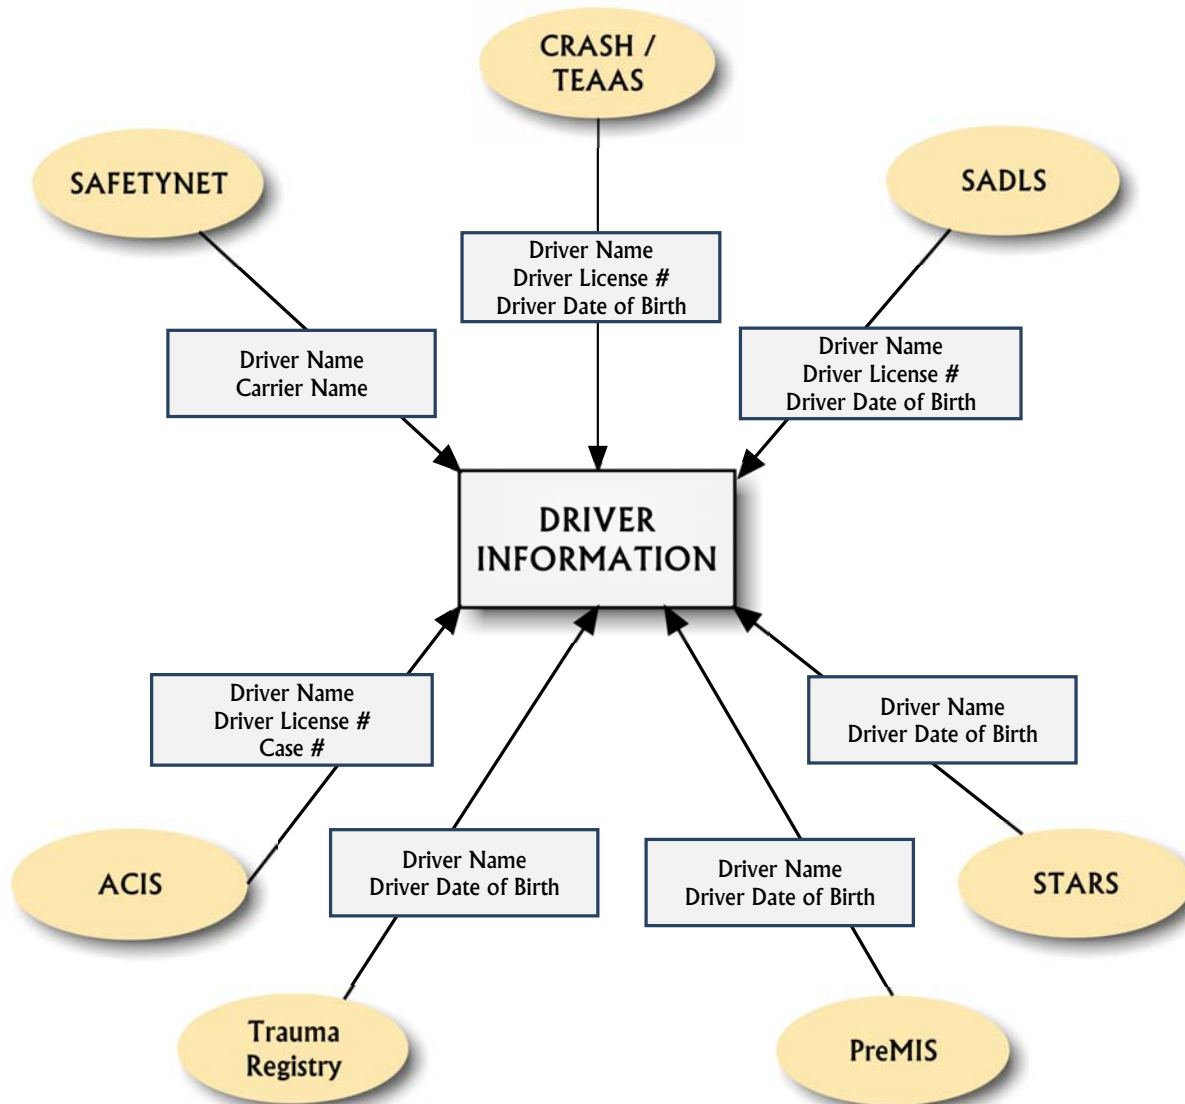 CRASH /
TEAAS
SAFETYNET
SADLS
Driver Name
Driver License #
Driver Date of Birth
Driver Name
Carrier Name
Driver Name
Driver License #
Driver Date of Birth
DRIVER
INFORMATION
Driver Name
Driver License #
Case #
Driver Name
Driver Date of Birth
Driver Name
Driver Date of Birth
Driver Name
Driver Date of Birth
ACIS
STARS
Trauma
Registry
PreMIS